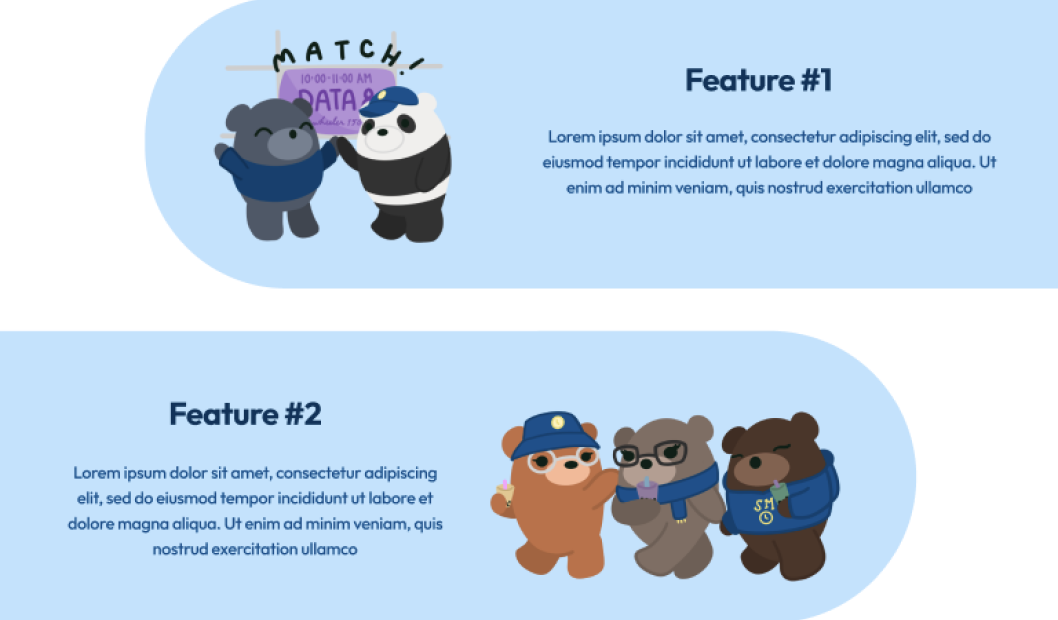 MATCH!
10:00-11:00 AM
DATA 8
Wheeler 150
Feature #1
Lorem ipsum dolor sit amet, consectetur adipiscing elit, sed do
eiusmod tempor incididunt ut labore et dolore magna aliqua. Ut
enim ad minim veniam, quis nostrud exercitation ullamco
Feature #2
Lorem ipsum dolor sit amet, consectetur adipiscing
elit, sed do eiusmod tempor incididunt ut labore et
dolore magna aliqua. Ut enim ad minim veniam, quis
nostrud exercitation ullamco
SM